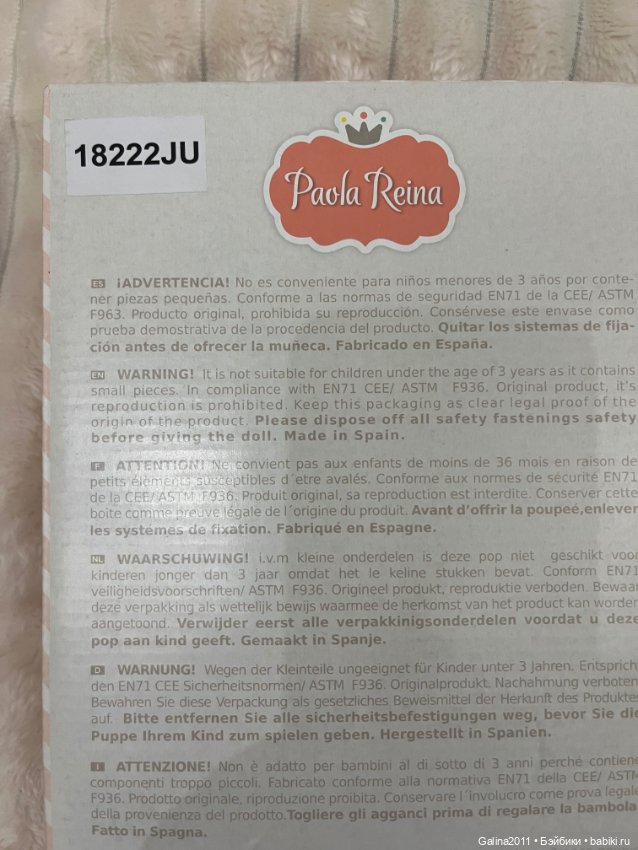 18222JU
Paola Reina
ES ¡ADVERTENCIA! No es conveniente para niños menores de 3 años por conte-
ner piezas pequeñas. Conforme a las normas de seguridad EN71 de la CEE/ ASTM
F963. Producto original, prohibida su reproducción. Consérvese este envase como
prueba demostrativa de la procedencia del producto. Quitar los sistemas de fija-
ción antes de ofrecer la muñeca. Fabricado en España.
EN WARNING! It is not suitable for children under the age of 3 years as it contains
small pieces. In compliance with EN71 CEE/ ASTM F936. Original product, it's
reproduction is prohibited. Keep this packaging as clear legal proof of the
origin of the product. Please dispose off all safety fastenings safety
before giving the doll. Made in Spain.
F ATTENTION! Ne convient pas aux enfants de moins de 36 mois en raison de
petits éléments susceptibles d´etre avalés. Conforme aux normes de sécurité EN71
de la CEE/ASTM F936. Produit original, sa reproduction est interdite. Conserver cette
boite comme preuve légale de l´origine du produit. Avant d'offrir la poupeé,enlever
les systémes de fixation. Fabriqué en Espagne.
NL WAARSCHUWING! i.v.m kleine onderdelen is deze pop niet geschikt voor
kinderen jonger dan 3 jaar omdat het le keline stukken bevat. Conform EN71
veiligheidsvoorschriften/ ASTM F936. Origineel produkt, reproduktie verboden. Bewaar
deze verpakking als wettelijk bewijs waarmee de herkomst van het product kan worden
aangetoond. Verwijder eerst alle verpakkinigsonderdelen voordat u deze
pop aan kind geeft. Gemaakt in Spanje.
D WARNUNG! Wegen der Kleinteile ungeeignet für Kinder unter 3 Jahren. Entsprich
den EN71 CEE Sicherheitsnormen/ ASTM F936. Originalprodukt. Nachahmung verboten.
Bewahren Sie diese Verpackung als gesetzliches Beweismittel der Herkunft des Produktes
auf. Bitte entfernen Sie alle sicherheitsbefestigungen weg, bevor Sie die
Puppe Ihrem Kind zum spielen geben. Hergestellt in Spanien.
I ATTENZIONE! Non è adatto per bambini al di sotto di 3 anni perché contiene
componenti troppo piccoli. Fabricato conforme alla normativa EN71 della CEE/ ASTM
F936. Prodotto originale, riproduzione proibita. Conservare l´involucro come prova legale
della provenienza del prodotto.Togliere gli agganci prima di regalare la bambola.
Fatto in Spagna.
Galina2011 • Бэйбики • babiki.ru